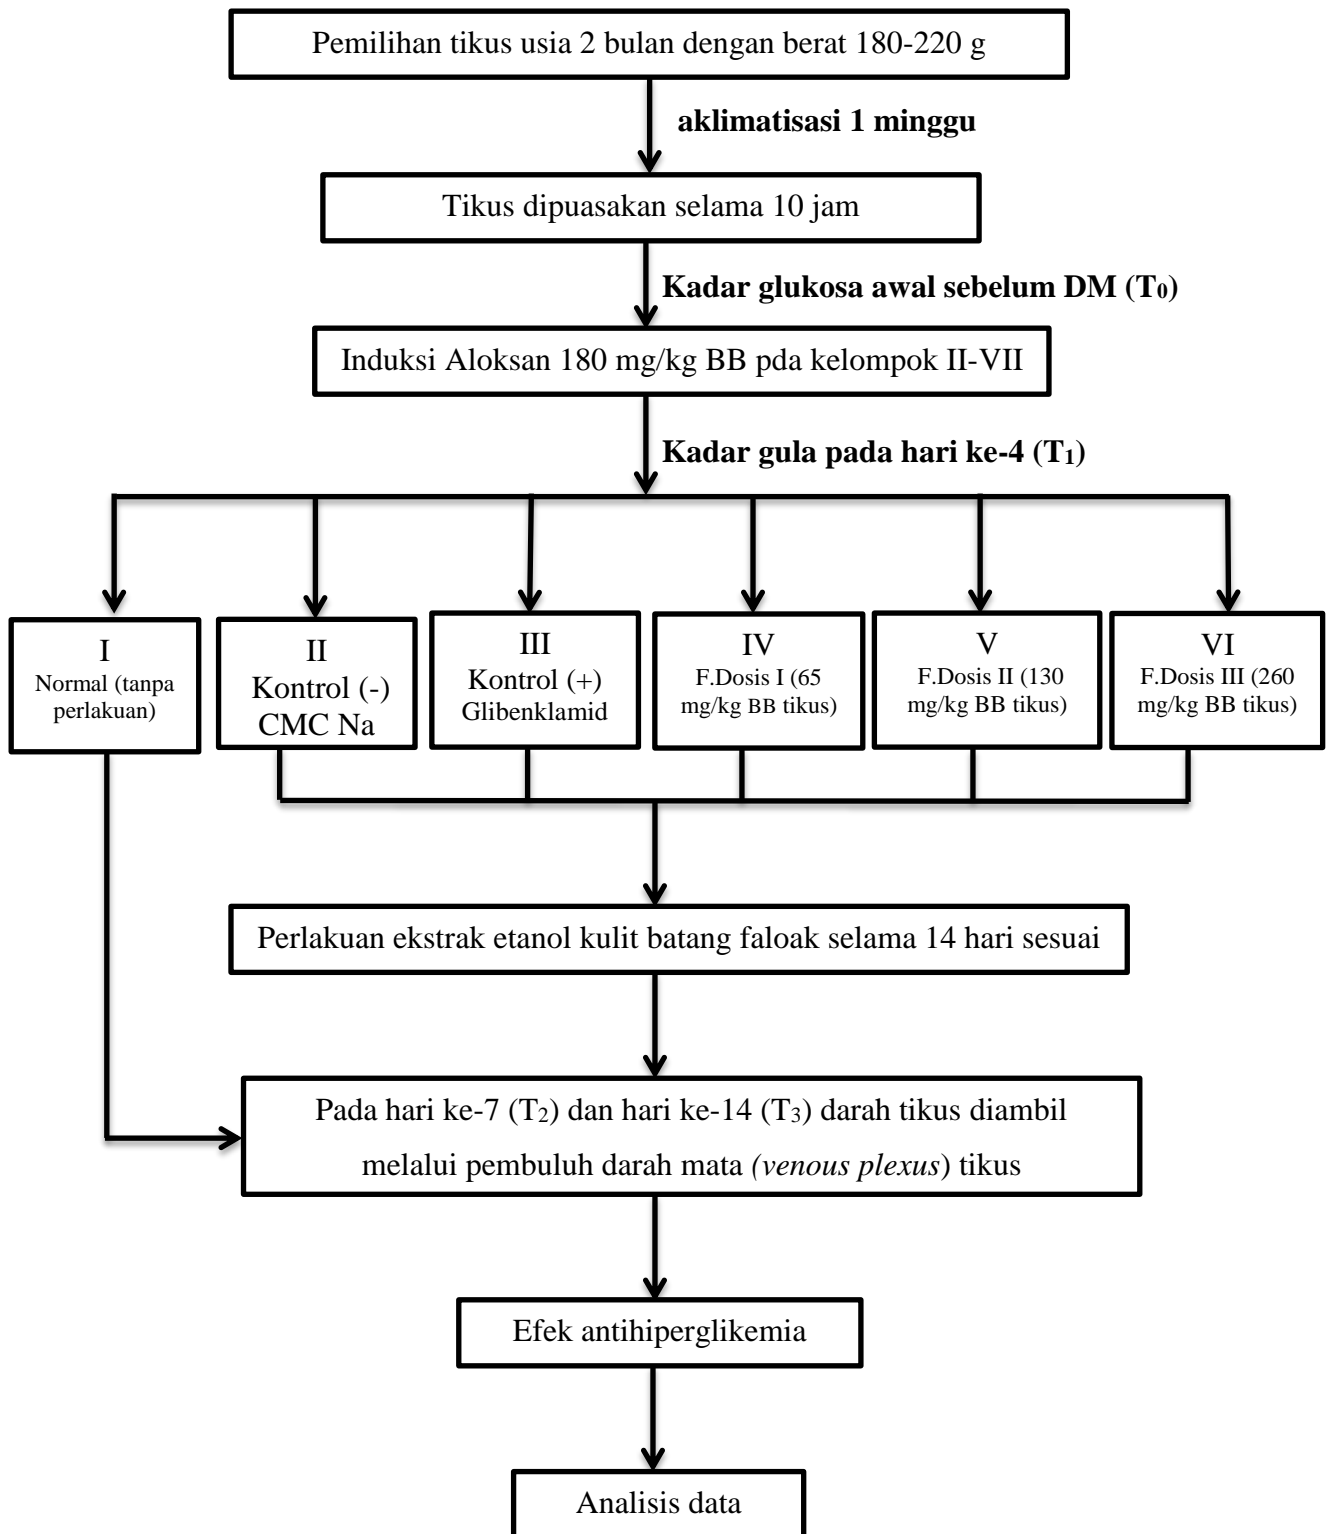 Pemilihan tikus usia 2 bulan dengan berat 180-220 g
aklimatisasi 1 minggu
Tikus dipuasakan selama 10 jam
Kadar glukosa awal sebelum DM (T₀)
Induksi Aloksan 180 mg/kg BB pda kelompok II-VII
Kadar gula pada hari ke-4 (T₁)
I
Normal (tanpa
perlakuan)
II
Kontrol (-)
CMC Na
III
Kontrol (+)
Glibenklamid
IV
F.Dosis I (65
mg/kg BB tikus)
V
F.Dosis II (130
mg/kg BB tikus)
VI
F.Dosis III (260
mg/kg BB tikus)
Perlakuan ekstrak etanol kulit batang faloak selama 14 hari sesuai
Pada hari ke-7 (T₂) dan hari ke-14 (T₃) darah tikus diambil
melalui pembuluh darah mata (venous plexus) tikus
Efek antihiperglikemia
Analisis data